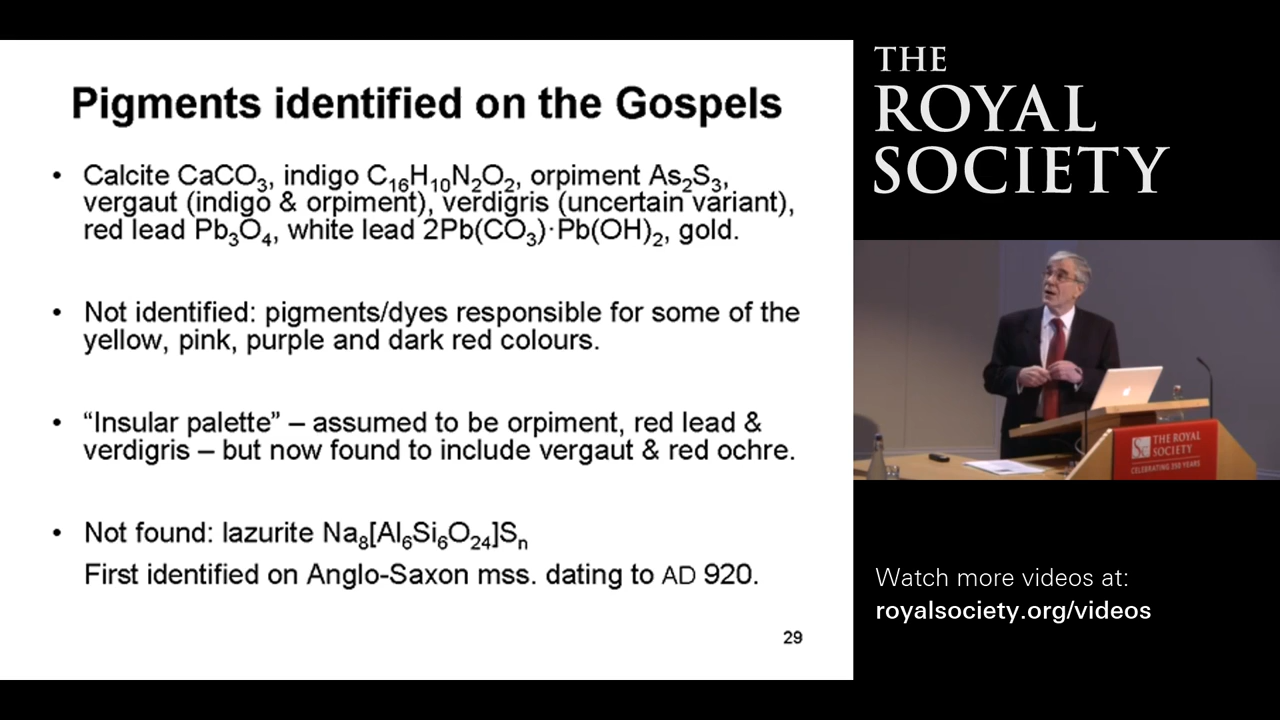 Pigments identified on the Gospels
• Calcite CaCO₃, indigo C₁₆H₁₀N₂O₂, orpiment As₂S₃,
vergaut (indigo & orpiment), verdigris (uncertain variant),
red lead Pb₃O₄, white lead 2Pb(CO₃)·Pb(OH)₂, gold.
• Not identified: pigments/dyes responsible for some of the
yellow, pink, purple and dark red colours.
• “Insular palette” – assumed to be orpiment, red lead &
verdigris – but now found to include vergaut & red ochre.
• Not found: lazurite Na₈[Al₆Si₆O₂₄]Sₙ
First identified on Anglo-Saxon mss. dating to AD 920.
29
THE
ROYAL
SOCIETY
THE ROYAL
SOCIETY
CELEBRATING 350 YEARS
Watch more videos at:
royalsociety.org/videos